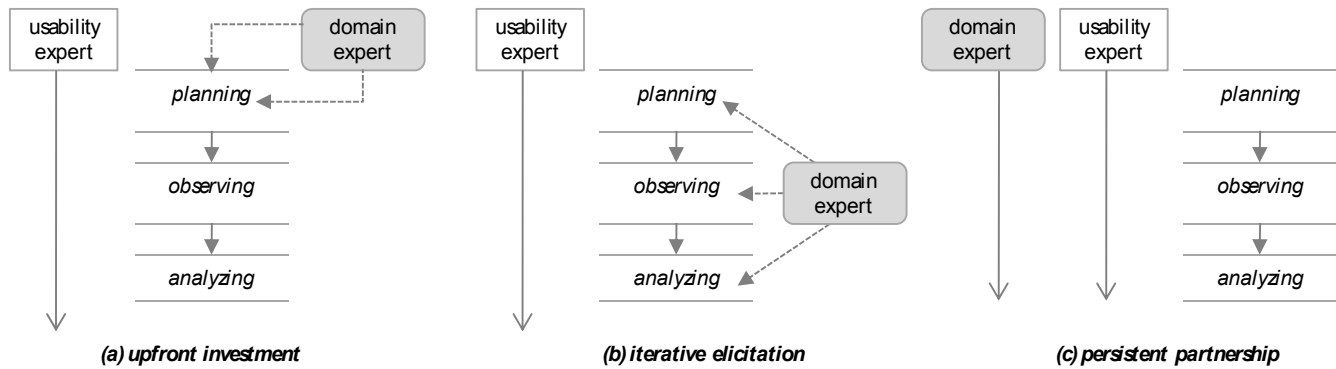 usability
expert
domain
expert
planning
observing
analyzing
(a) upfront investment
usability
expert
planning
observing
domain
expert
analyzing
(b) iterative elicitation
domain
expert
usability
expert
planning
observing
analyzing
(c) persistent partnership